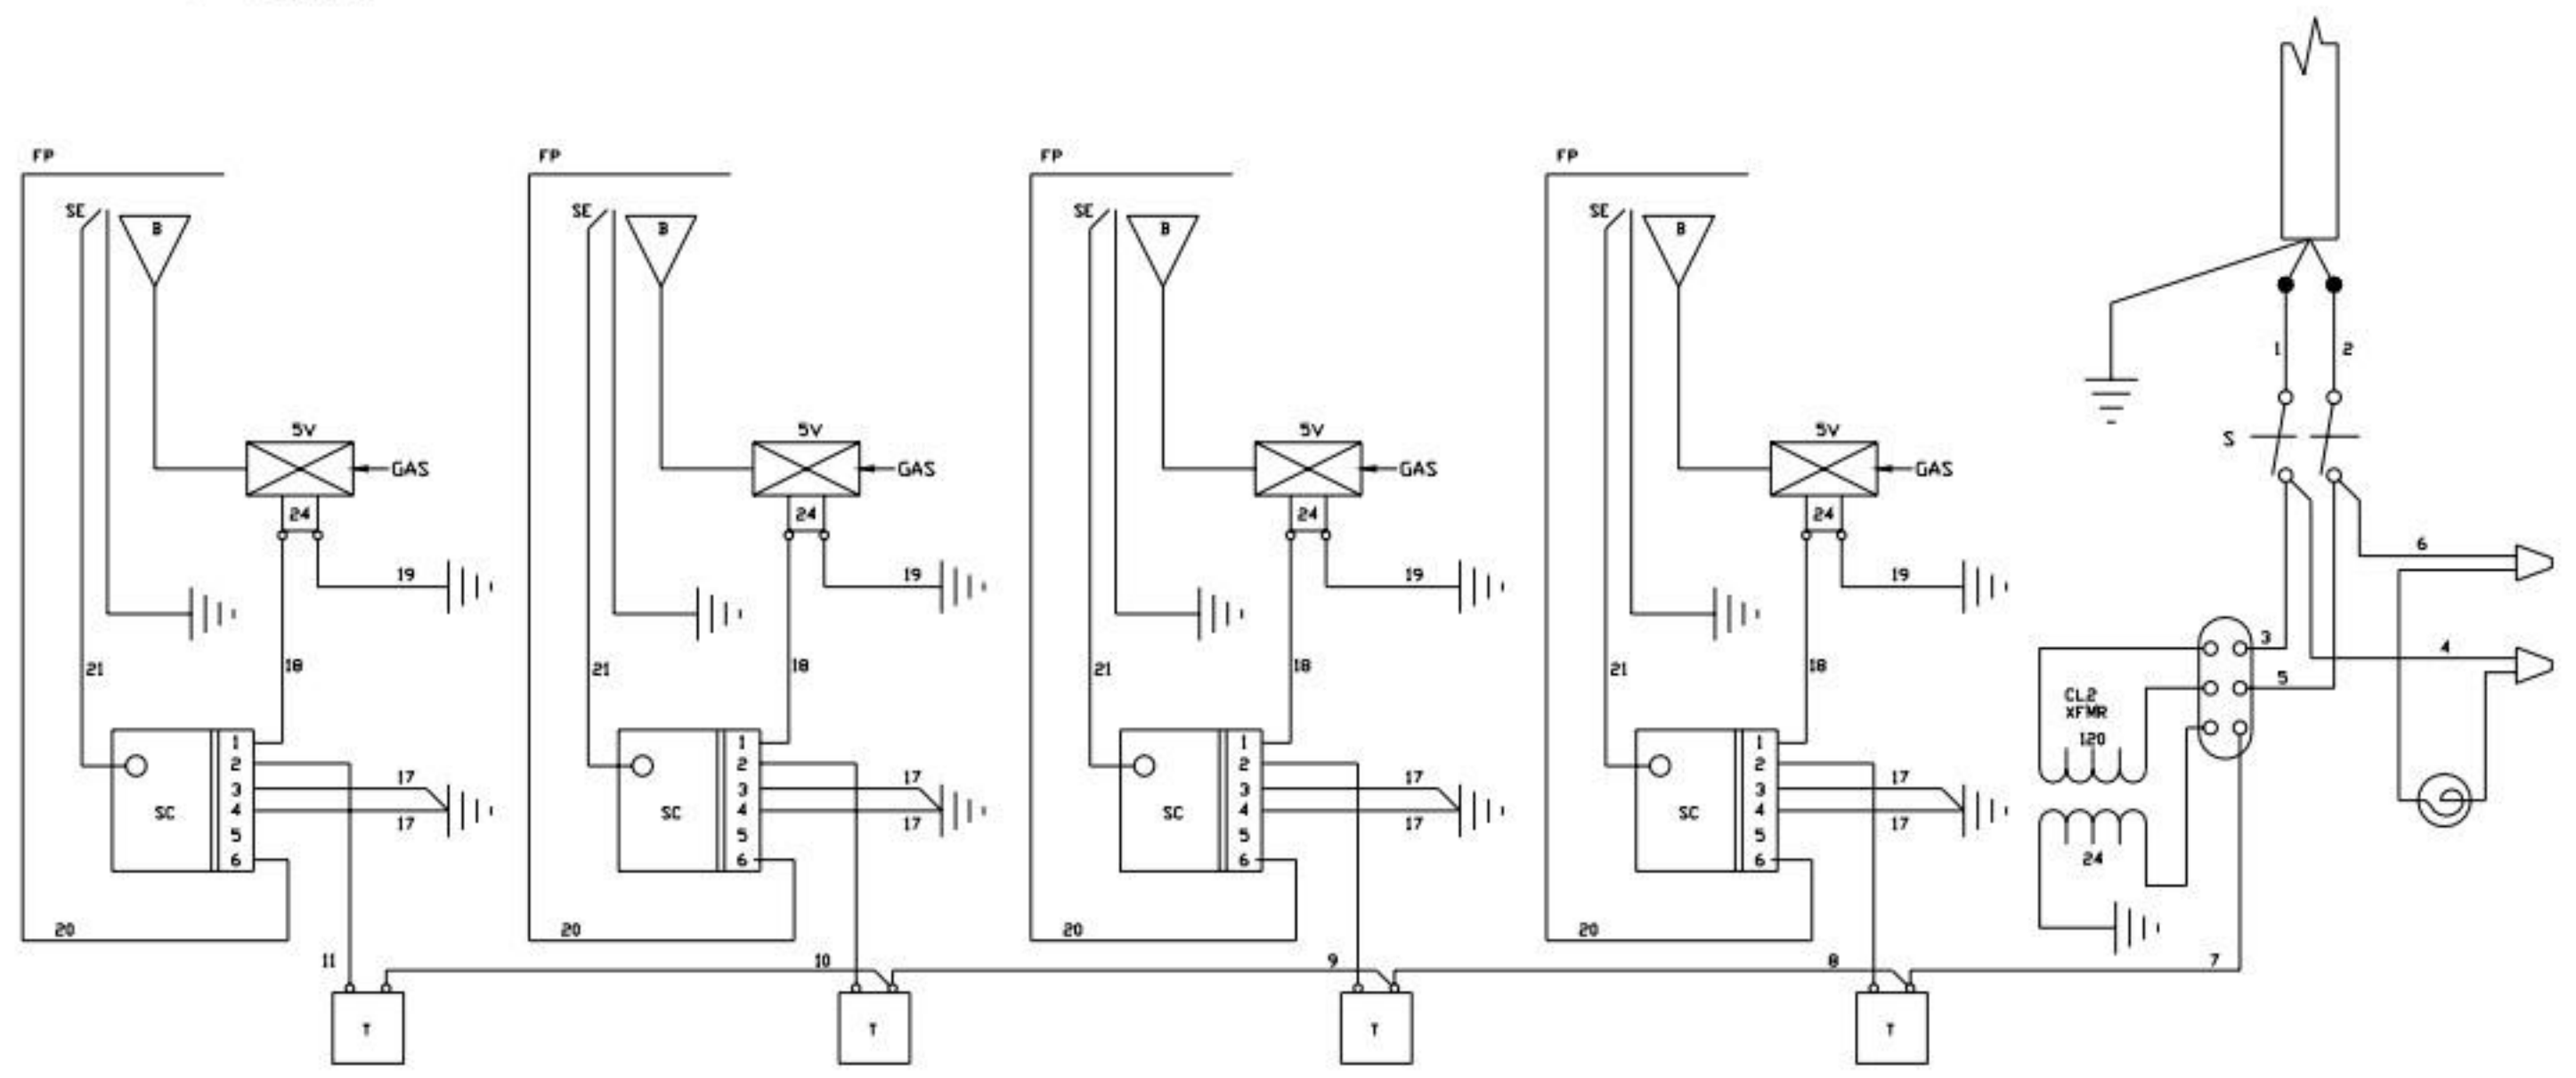 FP FP FP FP
SE SE SE SE
B B B B
1 2
5V 5V 5V 5V
S
GAS GAS GAS GAS
24 24 24 24
6
19 19 19 19
3
4
21 18 21 18 21 18 21 18
5
CL2
XFMR
120
1 1 1 1
2 2 2 2
17 17 17 17
3 3 3 3
SC 4 SC 4 SC 4 SC 4
17 17 17 17
5 5 5 5
6 6 6 6
24
20 20 20 20
11 10 9 8 7
T T T T